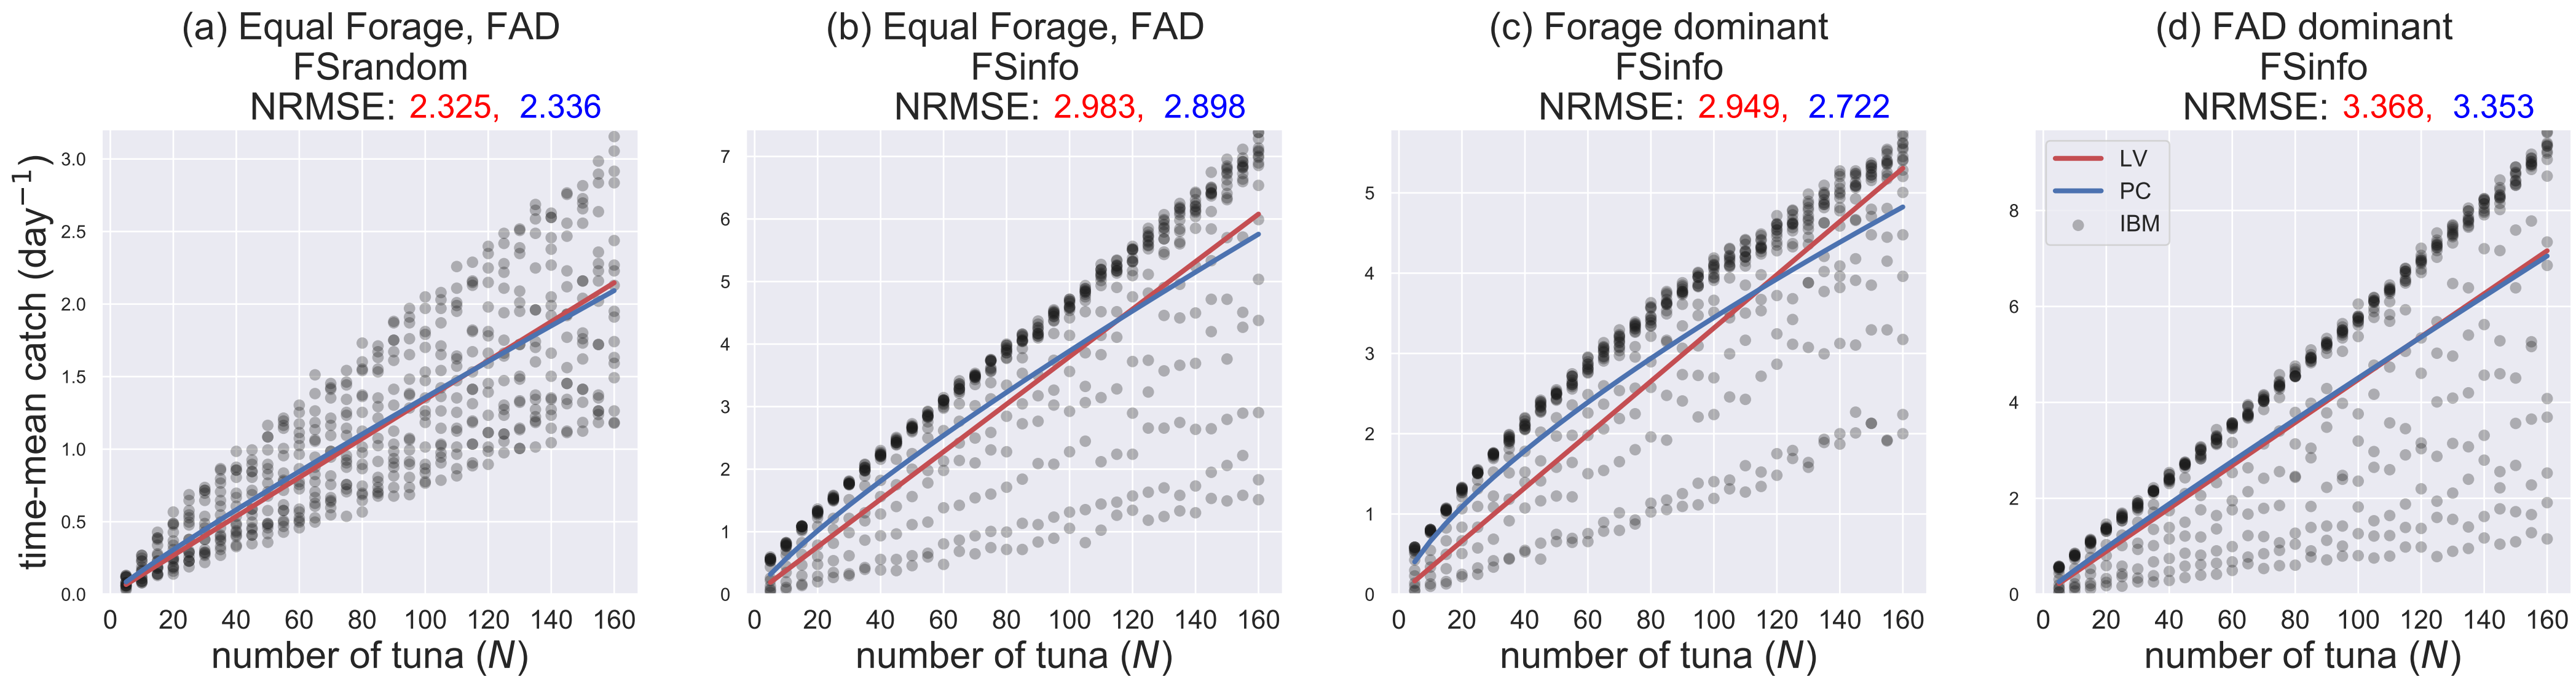 (a) Equal Forage, FAD
FSrandom
NRMSE: 2.325, 2.336
time-mean catch (day⁻¹)
3.0
2.5
2.0
1.5
1.0
0.5
0.0
0 20 40 60 80 100 120 140 160
number of tuna (N)
(b) Equal Forage, FAD
FSinfo
NRMSE: 2.983, 2.898
7
6
5
4
3
2
1
0
0 20 40 60 80 100 120 140 160
number of tuna (N)
(c) Forage dominant
FSinfo
NRMSE: 2.949, 2.722
5
4
3
2
1
0
0 20 40 60 80 100 120 140 160
number of tuna (N)
(d) FAD dominant
FSinfo
NRMSE: 3.368, 3.353
LV
PC
IBM
8
6
4
2
0
0 20 40 60 80 100 120 140 160
number of tuna (N)